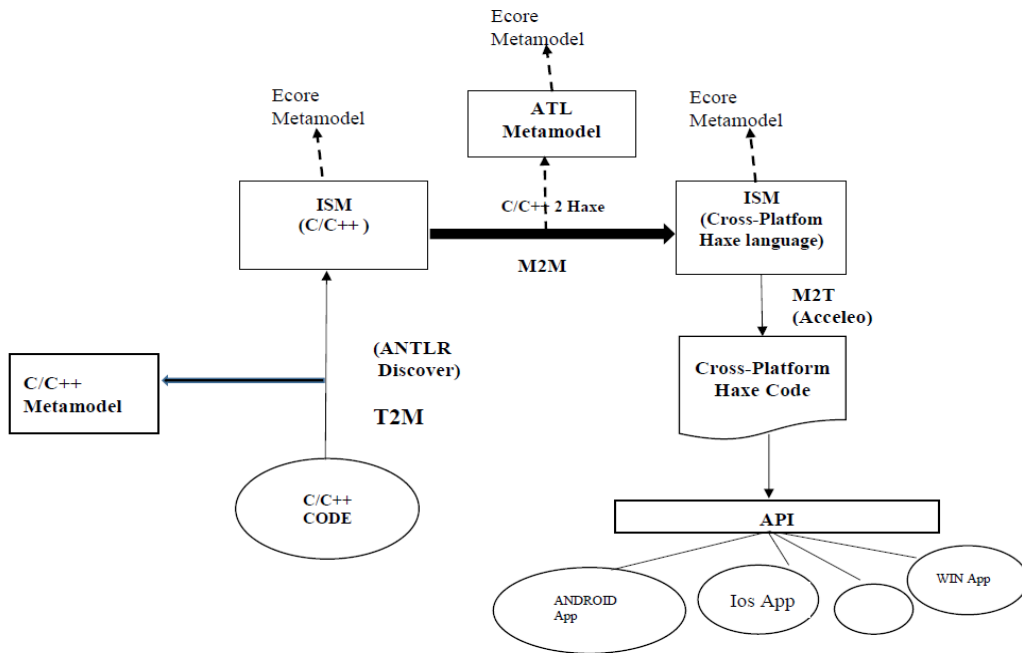 Ecore
Metamodel
Ecore
Metamodel
ATL
Metamodel
Ecore
Metamodel
ISM
(C/C++ )
C/C++ 2 Haxe
M2M
ISM
(Cross-Platfom
Haxe language)
M2T
(Acceleo)
C/C++
Metamodel
(ANTLR
Discover)
T2M
Cross-Platform
Haxe Code
C/C++
CODE
API
ANDROID
App
Ios App
WIN App